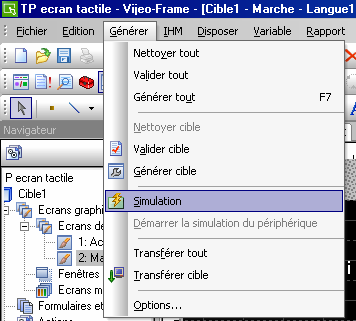 TP ecran tactile - Vijeo-Frame - [Cible1 - Marche - Langue1
Fichier Edition Générer IHM Disposer Variable Rapport
Nettoyer tout
Valider tout
Générer tout F7
Nettoyer cible
Navigateur
Valider cible
Générer cible
P ecran tactile
Cible1
Simulation
Ecrans graphi
Démarrer la simulation du périphérique
Ecrans de
1: Ac
Transférer tout
2: Ma
Transférer cible
Fenêtres
Ecrans
Options...
Formulaires et
Actions